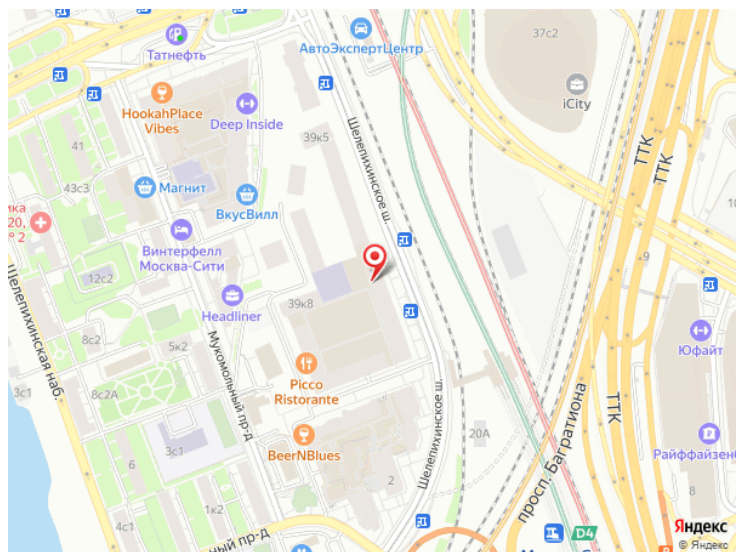 37с2
Татнефть
АвтоЭкспертЦентр
iCity
HookahPlace
Vibes
Deep Inside
39к5
Шелепихинское ш.
ТТК
ТТК
41
43с3
Магнит
ВкусВилл
20,
Винтерфелл
Москва-Сити
9
12с2
Шелепихинская наб.
39к8
Headliner
8с2
5к2
Мукомольный пр-д
Юфайт
3с1
8с2А
Picco
Ristorante
Шелепихинское ш.
просп. Багратиона
ТТК
20А
Райффайзен
3с1
BeerNBlues
6
2
8
1к2
4с1
ный пр-д
D4
Яндекс
© Яндекс